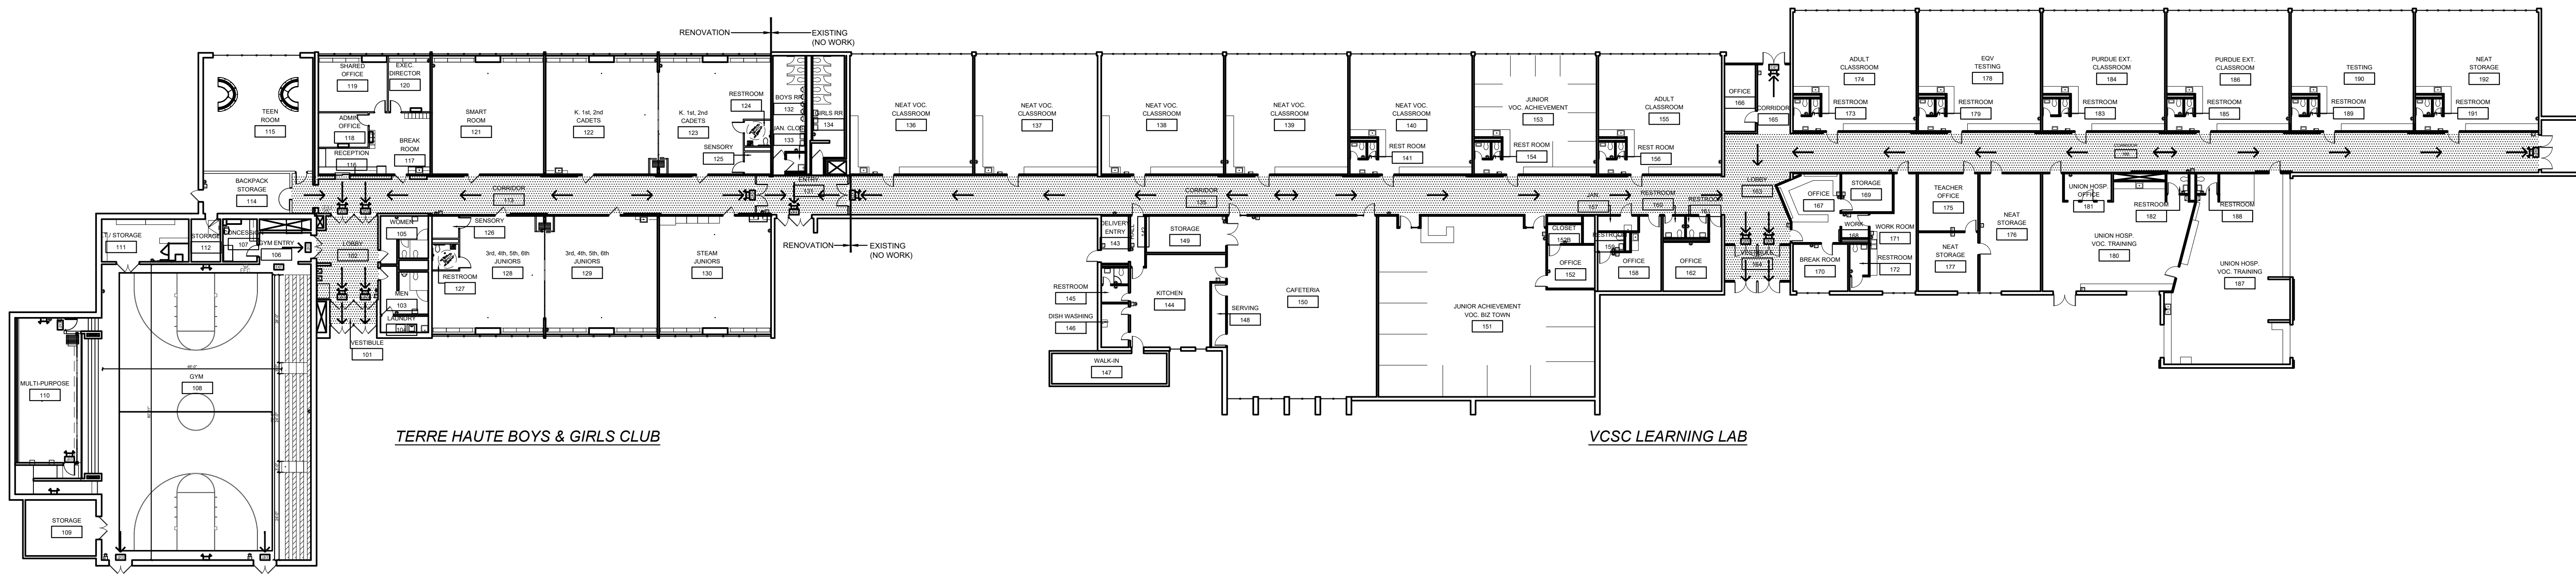 RENOVATION
EXISTING
(NO WORK)
SHARED
OFFICE
119
EXEC.
DIRECTOR
120
TEEN
ROOM
115
ADMIN
OFFICE
118
RECEPTION
116
BREAK
ROOM
117
SMART
ROOM
121
K. 1st, 2nd
CADETS
122
K. 1st, 2nd
CADETS
123
RESTROOM
124
SENSORY
125
BOYS RR
132
JAN. CLOS
133
GIRLS RR
134
NEAT VOC.
CLASSROOM
136
NEAT VOC.
CLASSROOM
137
NEAT VOC.
CLASSROOM
138
NEAT VOC.
CLASSROOM
139
NEAT VOC.
CLASSROOM
140
REST ROOM
141
JUNIOR
VOC. ACHIEVEMENT
153
REST ROOM
154
ADULT
CLASSROOM
155
REST ROOM
156
OFFICE
166
CORRIDOR
165
ADULT
CLASSROOM
174
RESTROOM
173
EQV
TESTING
178
RESTROOM
179
PURDUE EXT.
CLASSROOM
184
RESTROOM
183
PURDUE EXT.
CLASSROOM
186
RESTROOM
185
TESTING
190
RESTROOM
189
NEAT
STORAGE
192
RESTROOM
191
BACKPACK
STORAGE
114
CORRIDOR
113
ENTRY
131
CORRIDOR
135
LOBBY
163
CORRIDOR
T / STORAGE
111
STORAGE
112
CONCESSION
107
GYM ENTRY
106
LOBBY
102
WOMEN
105
MEN
103
LAUNDRY
VESTIBULE
101
SENSORY
126
RESTROOM
127
3rd, 4th, 5th, 6th
JUNIORS
128
3rd, 4th, 5th, 6th
JUNIORS
129
STEAM
JUNIORS
130
RENOVATION
EXISTING
(NO WORK)
DELIVERY
ENTRY
143
HALL
142
STORAGE
149
RESTROOM
145
KITCHEN
144
DISH WASHING
146
SERVING
148
WALK-IN
147
CAFETERIA
150
JUNIOR ACHIEVEMENT
VOC. BIZ TOWN
151
CLOSET
152B
OFFICE
152
JAN.
157
RESTROOM
159
OFFICE
158
RESTROOM
160
RESTROOM
161
OFFICE
162
VESTIBULE
164
OFFICE
167
STORAGE
169
WORK
168
WORK ROOM
171
BREAK ROOM
170
RESTROOM
172
TEACHER
OFFICE
175
NEAT
STORAGE
177
NEAT
STORAGE
176
UNION HOSP.
OFFICE
181
RESTROOM
182
UNION HOSP.
VOC. TRAINING
180
RESTROOM
188
UNION HOSP.
VOC. TRAINING
187
MULTI-PURPOSE
110
GYM
108
STORAGE
109
TERRE HAUTE BOYS & GIRLS CLUB
VCSC LEARNING LAB